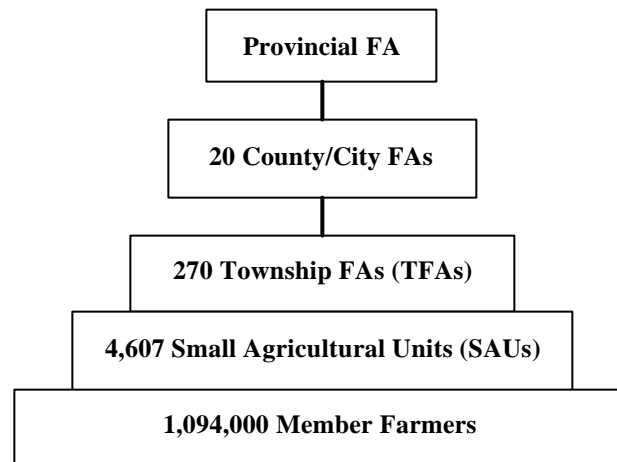 Provincial FA
20 County/City FAs
270 Township FAs (TFAs)
4,607 Small Agricultural Units (SAUs)
1,094,000 Member Farmers